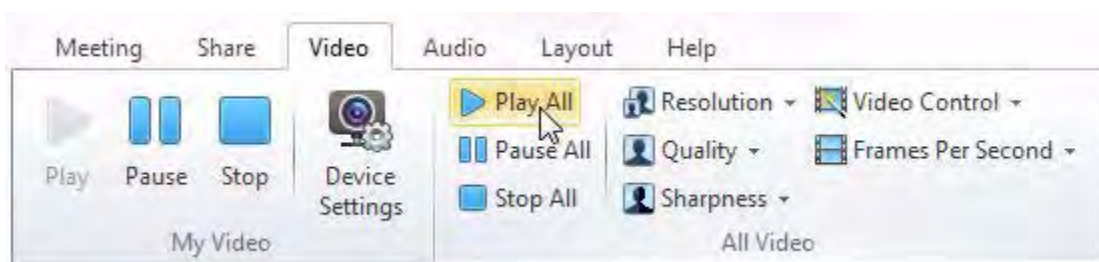 Meeting Share Video Audio Layout Help
Play All Resolution Video Control
Pause All Quality Frames Per Second
Play Pause Stop Device Settings Stop All Sharpness
My Video All Video